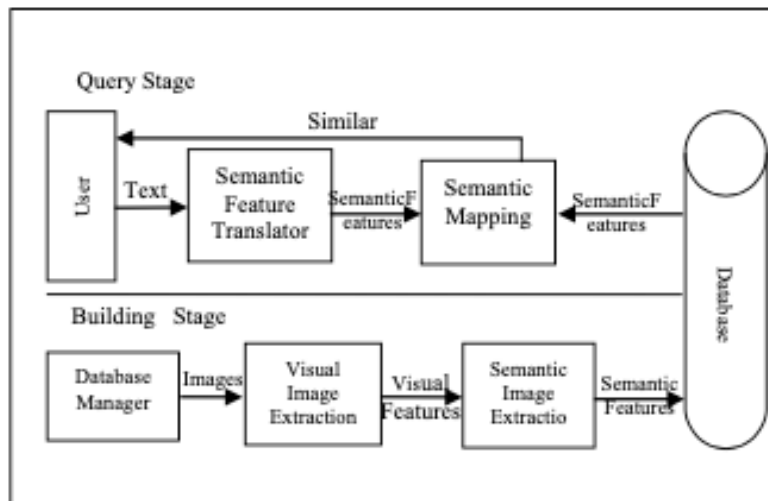 Query Stage
Similar
User
Text
Semantic
Feature
Translator
SemanticF
eatures
Semantic
Mapping
SemanticF
eatures
Database
Building Stage
Database
Manager
Images
Visual
Image
Extraction
Visual
Features
Semantic
Image
Extractio
Semantic
Features